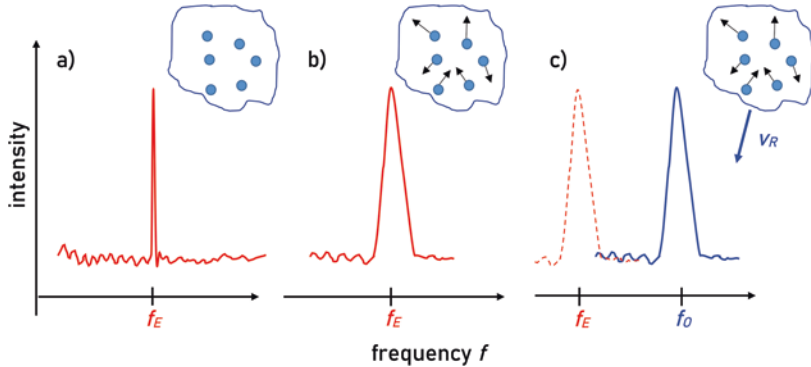 a)
b)
c)
intensity
v_R
f_E
f_E
f_E
f_0
frequency f